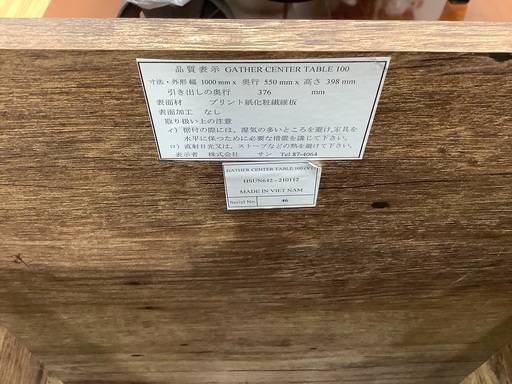 品質表示 GATHER CENTER TABLE 100
寸法・外形 幅 1000 mm x 奥行 550 mm x 高さ 398 mm
引き出しの奥行 376 mm
表面材 プリント紙化粧繊維板
表面加工 なし
取り扱い上の注意
イ）据付の際には、湿気の多いところを避け,家具を
水平に保つために必要な措置を講じて下さい。
ロ）直射日光又は、ストーブなどの熱を避けて下さい。
表示者 株式会社 サン Tel 87-4064
GATHER CENTER TABLE 100
HSUN642 - 210112
MADE IN VIET NAM
Serial No. 46